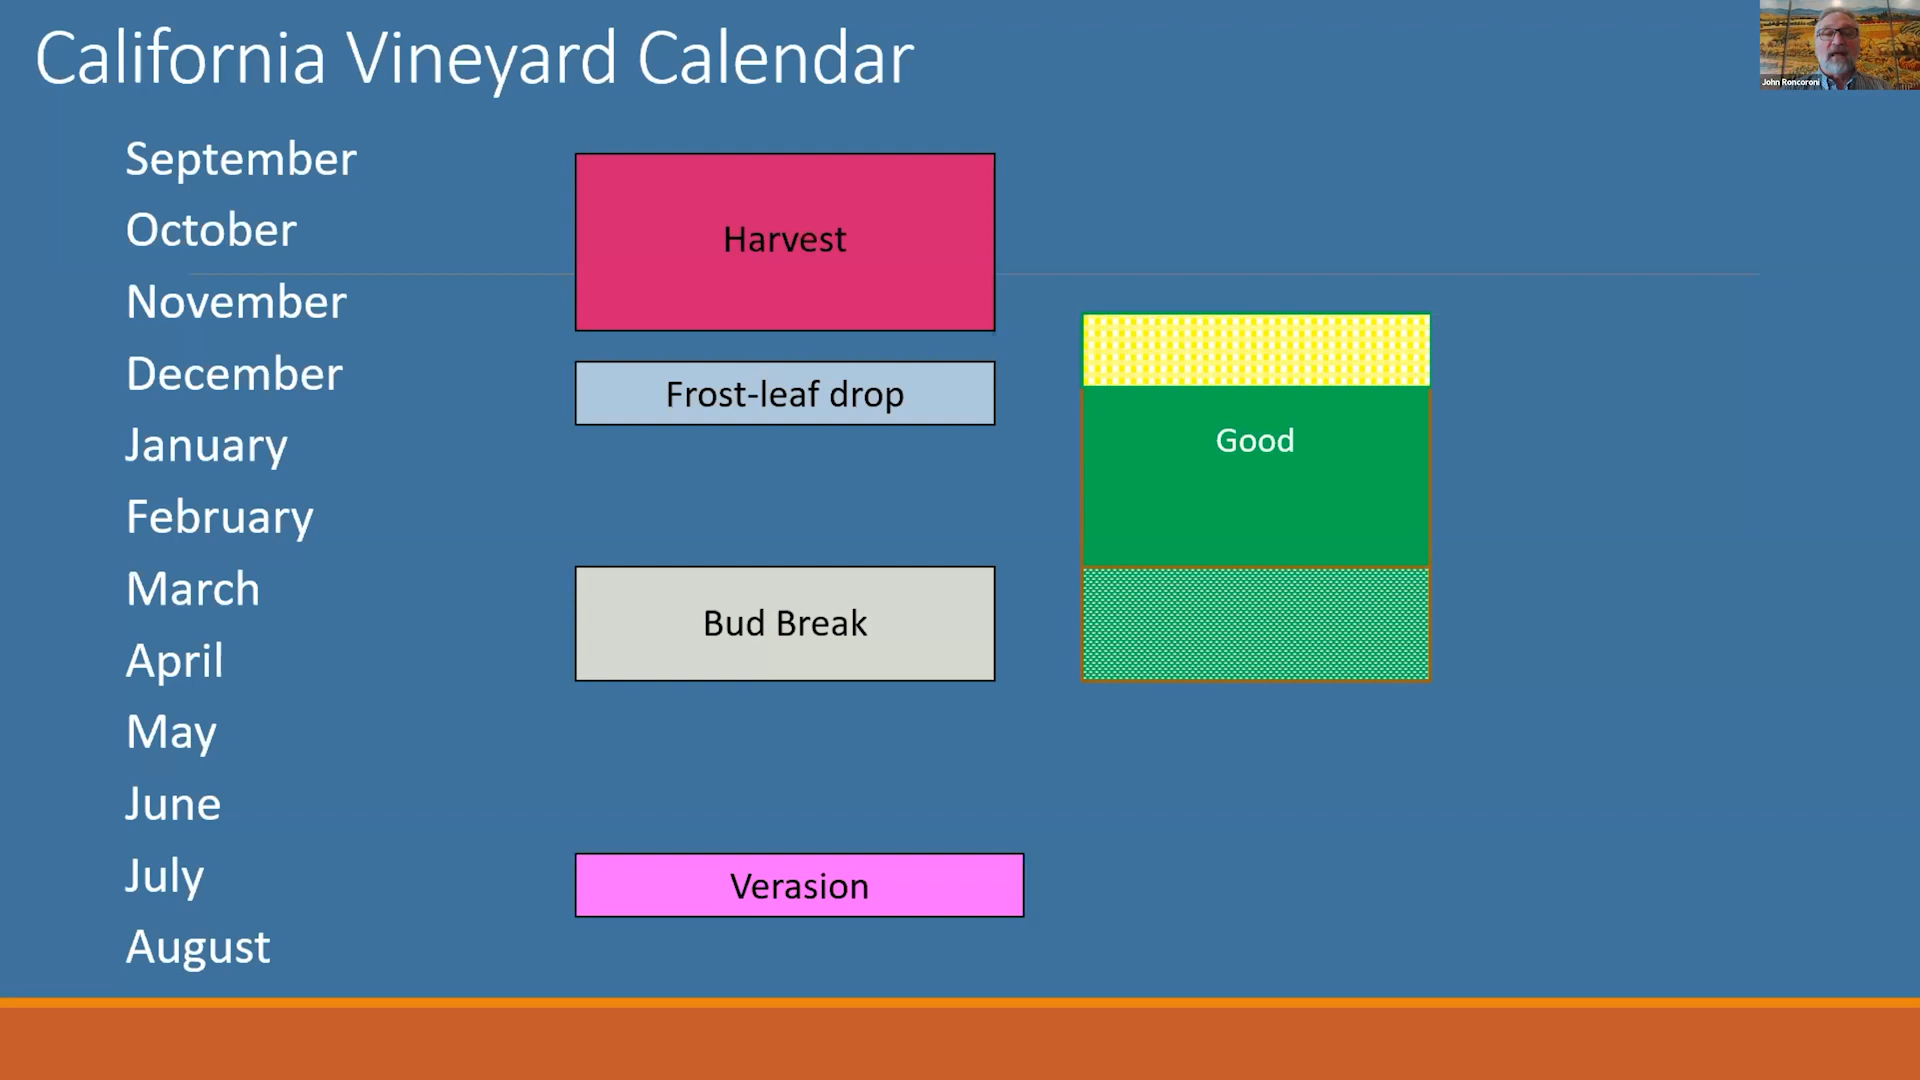 California Vineyard Calendar
John Roncoroni
September
October
November
December
January
February
March
April
May
June
July
August
Harvest
Frost-leaf drop
Bud Break
Verasion
Good